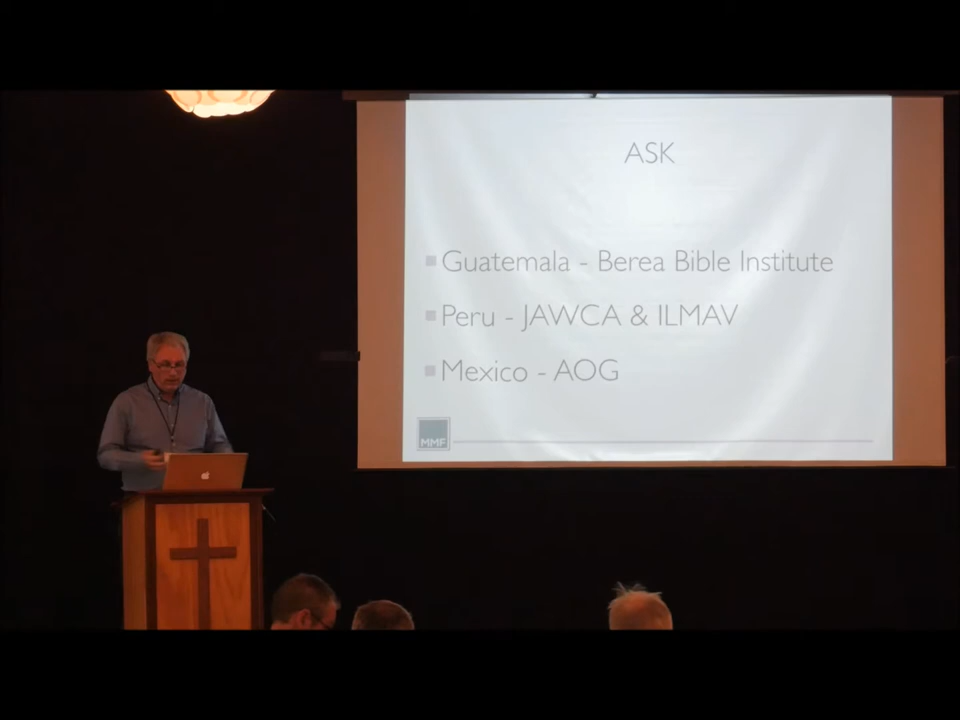 ASK
Guatemala - Berea Bible Institute
Peru - JAWCA & ILMAV
Mexico - AOG
MMF